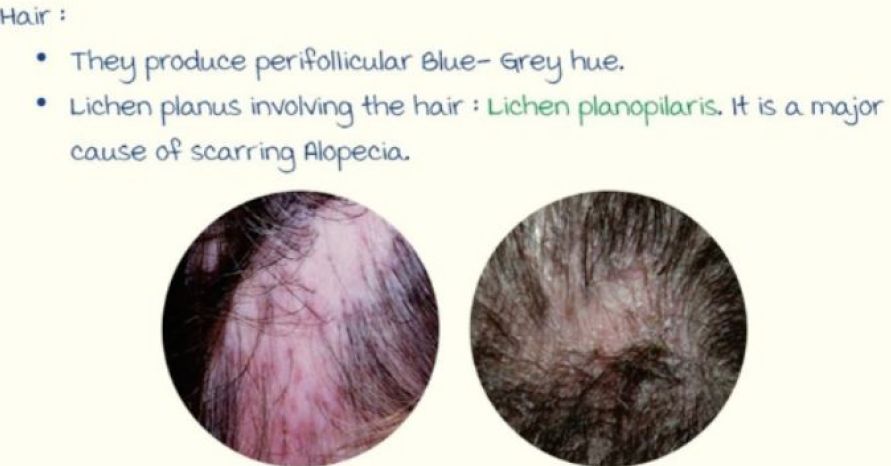 Hair :
• They produce perifollicular Blue- Grey hue.
• Lichen planus involving the hair : Lichen planopilaris. It is a major
cause of scarring Alopecia.